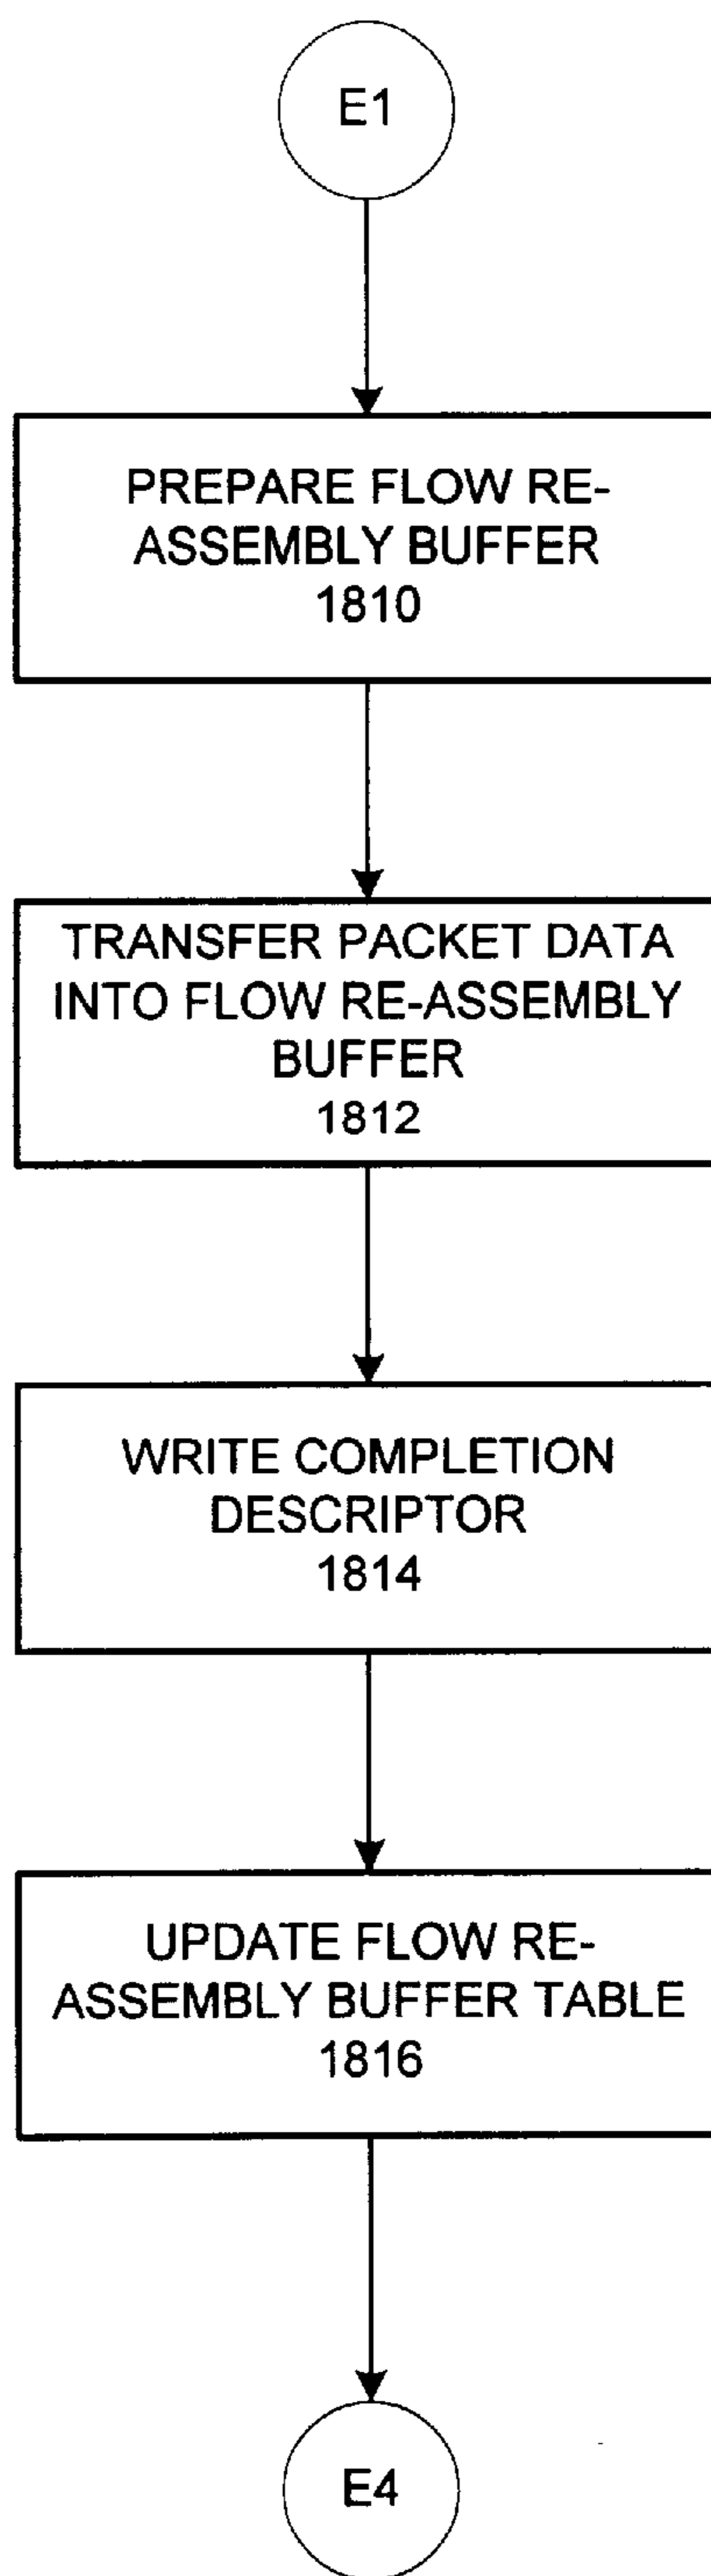 E1
PREPARE FLOW RE-
ASSEMBLY BUFFER
1810
TRANSFER PACKET DATA
INTO FLOW RE-ASSEMBLY
BUFFER
1812
WRITE COMPLETION
DESCRIPTOR
1814
UPDATE FLOW RE-
ASSEMBLY BUFFER TABLE
1816
E4